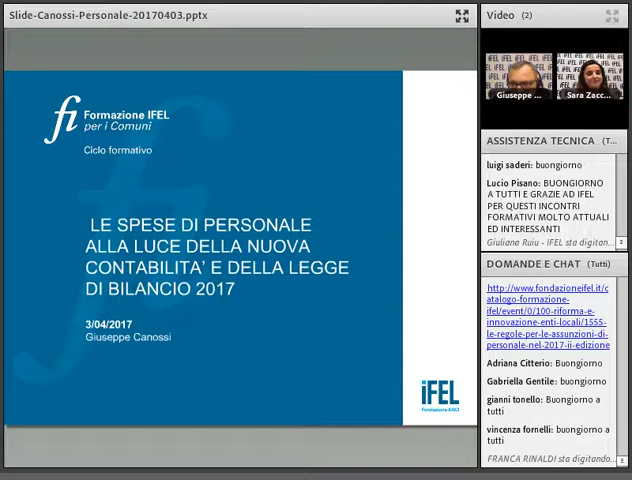 Slide-Canossi-Personale-20170403.pptx
fi Formazione IFEL
per i Comuni
Ciclo formativo
LE SPESE DI PERSONALE
ALLA LUCE DELLA NUOVA
CONTABILITA' E DELLA LEGGE
DI BILANCIO 2017
3/04/2017
Giuseppe Canossi
iFEL
Fondazione ANCI
Video (2)
Giuseppe ...
Sara Zacc...
ASSISTENZA TECNICA (T...
luigi saderi: buongiorno
Lucio Pisano: BUONGIORNO
A TUTTI E GRAZIE AD IFEL
PER QUESTI INCONTRI
FORMATIVI MOLTO ATTUALI
ED INTERESSANTI
Giuliana Ruiu - IFEL sta digitan...
DOMANDE E CHAT (Tutti)
http://www.fondazioneifel.it/c
atalogo-formazione-
ifel/event/0/100-riforma-e-
innovazione-enti-locali/1555-
le-regole-per-le-assunzioni-di-
personale-nel-2017-ii-edizione
Adriana Citterio: buongiorno
Gabriella Gentile: buongiorno
gianni tonello: Buongiorno a
tutti
vincenza fornelli: buongiorno a
tutti
FRANCA RINALDI sta digitando...